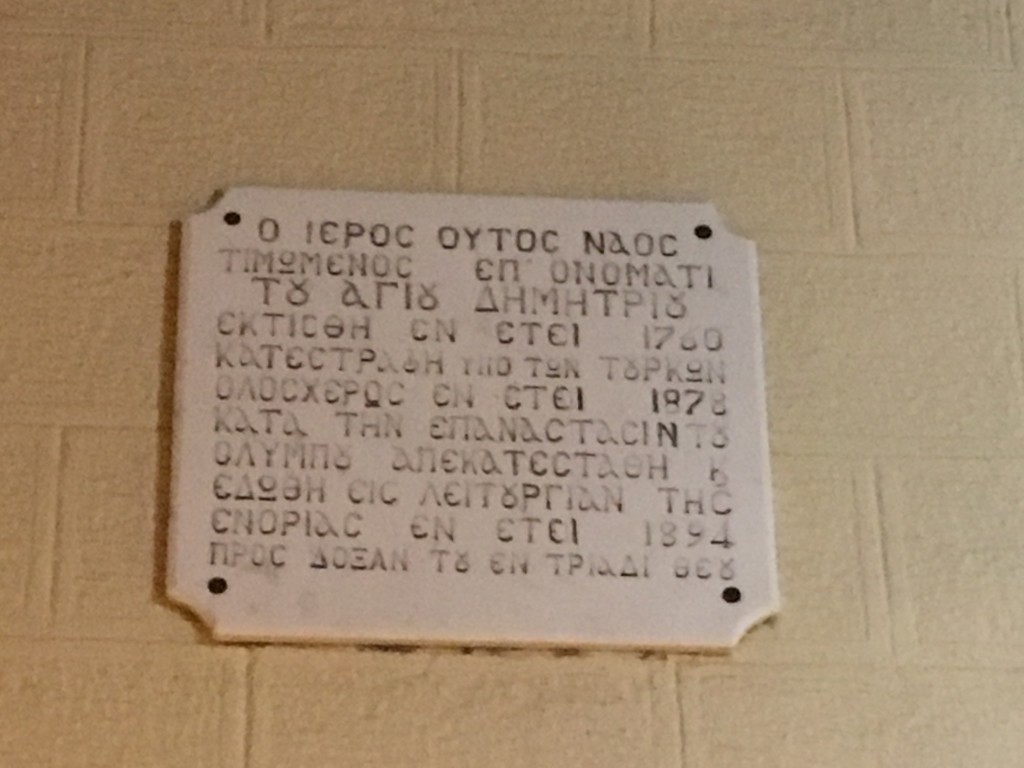 Ο ΙΕΡΟC ΟΥΤΟC ΝΑΟC
ΤΙΜΩΜΕΝΟC ΕΠ' ΟΝΟΜΑΤΙ
ΤȢ ΑΓΙȢ ΔΗΜΗΤΡΙȢ
ΕΚΤΙCΘΗ ΕΝ ΕΤΕΙ 1760
ΚΑΤΕCΤΡΑΦΗ ΥΠΟ ΤΩΝ ΤȢΡΚΩΝ
ΟΛΟCΧΕΡΩC ΕΝ ΕΤΕΙ 1878
ΚΑΤΑ ΤΗΝ ΕΠΑΝΑCΤΑCΙΝ ΤȢ
ΟΛΥΜΠȢ ΑΠΕΚΑΤΕCΤΑΘΗ Ϗ
ΕΔΩΘΗ ΕΙC ΛΕΙΤȢΡΓΙΑΝ ΤΗC
ΕΝΟΡΙΑC ΕΝ ΕΤΕΙ 1894
ΠΡΟC ΔΟΞΑΝ ΤȢ ΕΝ ΤΡΙΑΔΙ ΘΕȢ